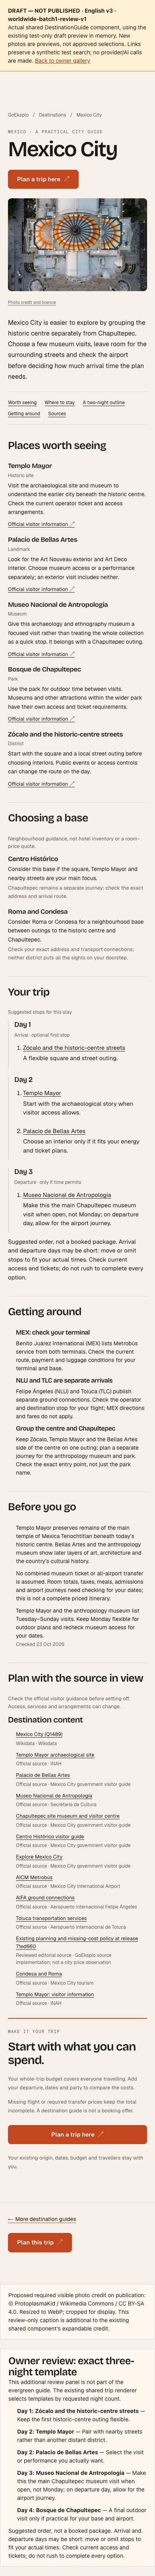 DRAFT — NOT PUBLISHED · English v3 ·
worldwide-batch1-review-v1
Actual shared DestinationGuide component, using the
existing test-only draft preview in memory. New
photos are previews, not approved selections. Links
preserve a synthetic test search; no provider/AI calls
are made. Back to owner gallery
GoEksplo / Destinations / Mexico City
MEXICO · A PRACTICAL CITY GUIDE
Mexico City
Plan a trip here ↗
Photo credit and licence
Mexico City is easier to explore by grouping the
historic centre separately from Chapultepec.
Choose a few museum visits, leave room for the
surrounding streets and check the airport
before deciding how much arrival time the plan
needs.
Worth seeing Where to stay A two-night outline
Getting around Sources
Places worth seeing
Templo Mayor
Historic site
Visit the archaeological site and museum to
understand the earlier city beneath the historic centre.
Check the current operator ticket and access
arrangements.
Official visitor information ↗
Palacio de Bellas Artes
Landmark
Look for the Art Nouveau exterior and Art Deco
interior. Choose museum access or a performance
separately; an exterior visit includes neither.
Official visitor information ↗
Museo Nacional de Antropología
Museum
Give this archaeology and ethnography museum a
focused visit rather than treating the whole collection
as a quick stop. It belongs with a Chapultepec outing.
Official visitor information ↗
Bosque de Chapultepec
Park
Use the park for outdoor time between visits.
Museums and other attractions within the wider park
have their own access and ticket requirements.
Official visitor information ↗
Zócalo and the historic-centre streets
District
Start with the square and a local street outing before
choosing interiors. Public events or access controls
can change the route on the day.
Official visitor information ↗
Choosing a base
Neighbourhood guidance, not hotel inventory or a room-
price quote.
Centro Histórico
Consider this base if the square, Templo Mayor and
nearby streets are your main focus.
Chapultepec remains a separate journey; check the exact
address and arrival route.
Roma and Condesa
Consider Roma or Condesa for a neighbourhood base
between outings to the historic centre and
Chapultepec.
Check your exact address and transport connections;
neither district puts all the sights on your doorstep.
Your trip
Suggested stops for this stay
Day 1
Arrival · optional first stop
1. Zócalo and the historic-centre streets
A flexible square and street outing.
Day 2
1. Templo Mayor
Start with the archaeological story when
visitor access allows.
2. Palacio de Bellas Artes
Choose an interior only if it fits your energy
and ticket plans.
Day 3
Departure · only if time permits
1. Museo Nacional de Antropología
Make this the main Chapultepec museum
visit when open, not Monday; on departure
day, allow for the airport journey.
Suggested order, not a booked package. Arrival
and departure days may be short: move or omit
stops to fit your actual times. Check current
access and tickets; do not rush to complete every
option.
Getting around
MEX: check your terminal
Benito Juárez International (MEX) lists Metrobús
service from both terminals. Check the current
route, payment and luggage conditions for your
terminal and base.
NLU and TLC are separate arrivals
Felipe Ángeles (NLU) and Toluca (TLC) publish
separate ground connections. Check the operator
and destination stop for your flight; MEX directions
and fares do not apply.
Group the centre and Chapultepec
Keep Zócalo, Templo Mayor and the Bellas Artes
side of the centre on one outing; add a separate
journey for the anthropology museum and park.
Check the exact entry point, not just the park
name.
Before you go
Templo Mayor preserves remains of the main
temple of Mexica Tenochtitlan beneath today's
historic centre. Bellas Artes and the anthropology
museum show later layers of art, architecture and
the country's cultural history.
No combined museum ticket or all-airport transfer
is assumed. Room totals, taxes, meals, admissions
and airport journeys need checking for your dates;
this is not a complete priced itinerary.
Templo Mayor and the anthropology museum list
Tuesday–Sunday visits. Keep Monday flexible for
outdoor plans and recheck museum access for
your dates.
Checked 23 Oct 2026
Plan with the source in view
Check the official visitor guidance before setting off.
Access, services and arrangements can change.
Destination content
Mexico City (Q1489)
Wikidata · Wikidata
Templo Mayor archaeological site
Official source · INAH
Palacio de Bellas Artes
Official source · Mexico City government visitor guide
Museo Nacional de Antropología
Official source · Secretaría de Cultura
Chapultepec site museum and visitor centre
Official source · Mexico City government visitor guide
Centro Histórico visitor guide
Official source · Mexico City government visitor guide
Explore Mexico City
Official source · Mexico City government visitor guide
AICM Metrobús
Official source · Mexico City International Airport
AIFA ground connections
Official source · Aeropuerto Internacional Felipe Ángeles
Toluca transportation services
Official source · Aeropuerto Internacional de Toluca
Existing planning and missing-cost policy at release
Reviewed editorial source · GoEksplo source
implementation; not a city price observation
Condesa and Roma
Official source · Mexico City tourism
Templo Mayor: visitor information
Official source · INAH
MAKE IT YOUR TRIP
Start with what you can
spend.
Your whole-trip budget covers everyone travelling. Add
your departure, dates and party to compare the costs.
Missing flight or required transfer prices keep the total
incomplete. A destination guide is not a booking offer.
Plan a trip here ↗
Your existing origin, dates, budget and travellers stay with
you.
← More destination guides
Plan this trip ↗
Proposed required visible photo credit on publication:
© ProtoplasmaKid / Wikimedia Commons / CC BY-SA
4.0. Resized to WebP; cropped for display. This
review-only caption is additional to the existing
shared component's expandable credit.
Owner review: exact three-
night template
This additional review panel is not part of the
evergreen guide. The existing shared trip renderer
selects templates by requested night count.
Day 1: Zócalo and the historic-centre streets —
Keep the first historic-centre outing flexible.
Day 2: Templo Mayor — Pair with nearby streets
rather than another distant district.
Day 2: Palacio de Bellas Artes — Select the visit
or performance you actually want.
Day 3: Museo Nacional de Antropología — Make
this the main Chapultepec museum visit when
open, not Monday; on departure day, allow for
the airport journey.
Day 4: Bosque de Chapultepec — A final outdoor
visit only if practical for your base and airport.
Suggested order, not a booked package. Arrival and
departure days may be short: move or omit stops to
fit your actual times. Check current access and
tickets; do not rush to complete every option.